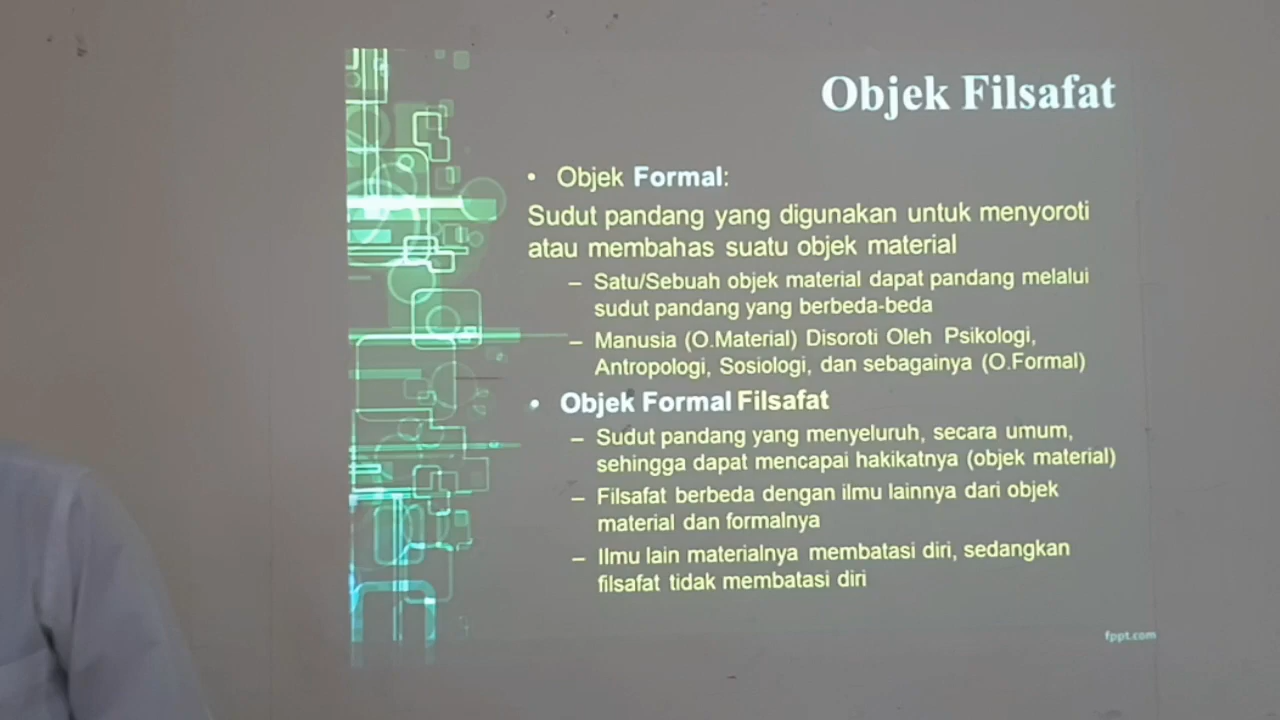 Objek Filsafat
• Objek Formal:
Sudut pandang yang digunakan untuk menyoroti
atau membahas suatu objek material
– Satu/Sebuah objek material dapat pandang melalui
sudut pandang yang berbeda-beda
– Manusia (O.Material) Disoroti Oleh Psikologi,
Antropologi, Sosiologi, dan sebagainya (O.Formal)
• Objek Formal Filsafat
– Sudut pandang yang menyeluruh, secara umum,
sehingga dapat mencapai hakikatnya (objek material)
– Filsafat berbeda dengan ilmu lainnya dari objek
material dan formalnya
– Ilmu lain materialnya membatasi diri, sedangkan
filsafat tidak membatasi diri
fppt.com